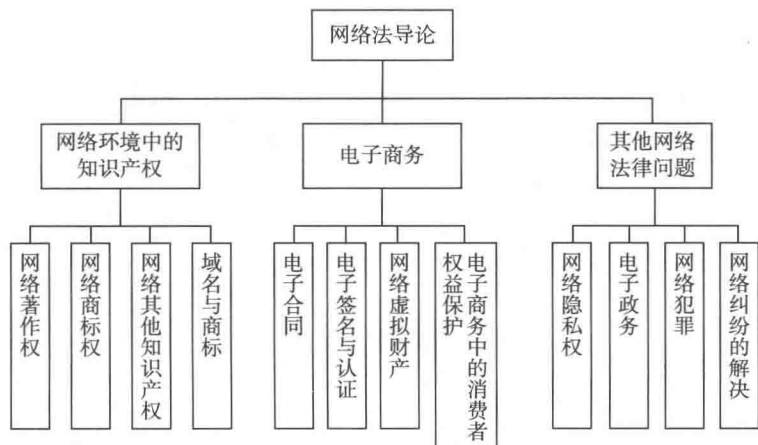 网络法导论
网络环境中的
知识产权
电子商务
其他网络
法律问题
网络著作权
网络商标权
网络其他知识产权
域名与商标
电子合同
电子签名与认证
网络虚拟财产
电子商务中的消费者
权益保护
网络隐私权
电子政务
网络犯罪
网络纠纷的解决